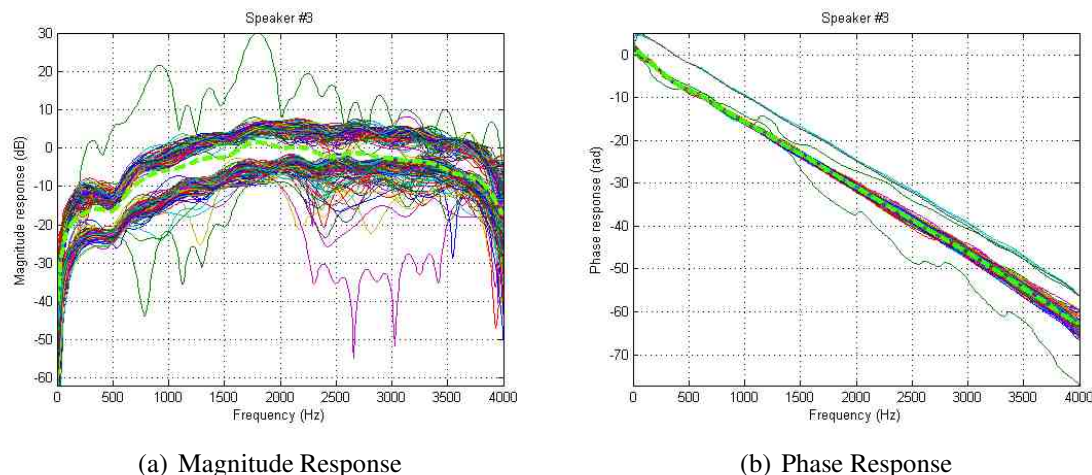 Speaker #3
30
20
10
0
-10
-20
-30
-40
-50
-60
Magnitude response (dB)
0 500 1000 1500 2000 2500 3000 3500 4000
Frequency (Hz)
(a) Magnitude Response
Speaker #3
0
-10
-20
-30
-40
-50
-60
-70
Phase response (rad)
0 500 1000 1500 2000 2500 3000 3500 4000
Frequency (Hz)
(b) Phase Response